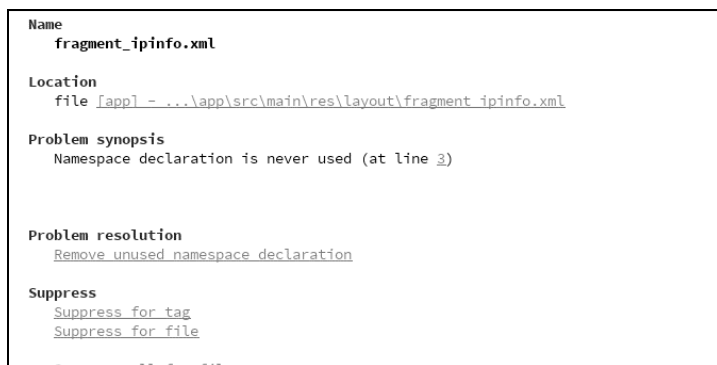 Name
fragment_ipinfo.xml
Location
file [app] - ...\app\src\main\res\layout\fragment_ipinfo.xml
Problem synopsis
Namespace declaration is never used (at line 3)
Problem resolution
Remove unused namespace declaration
Suppress
Suppress for tag
Suppress for file